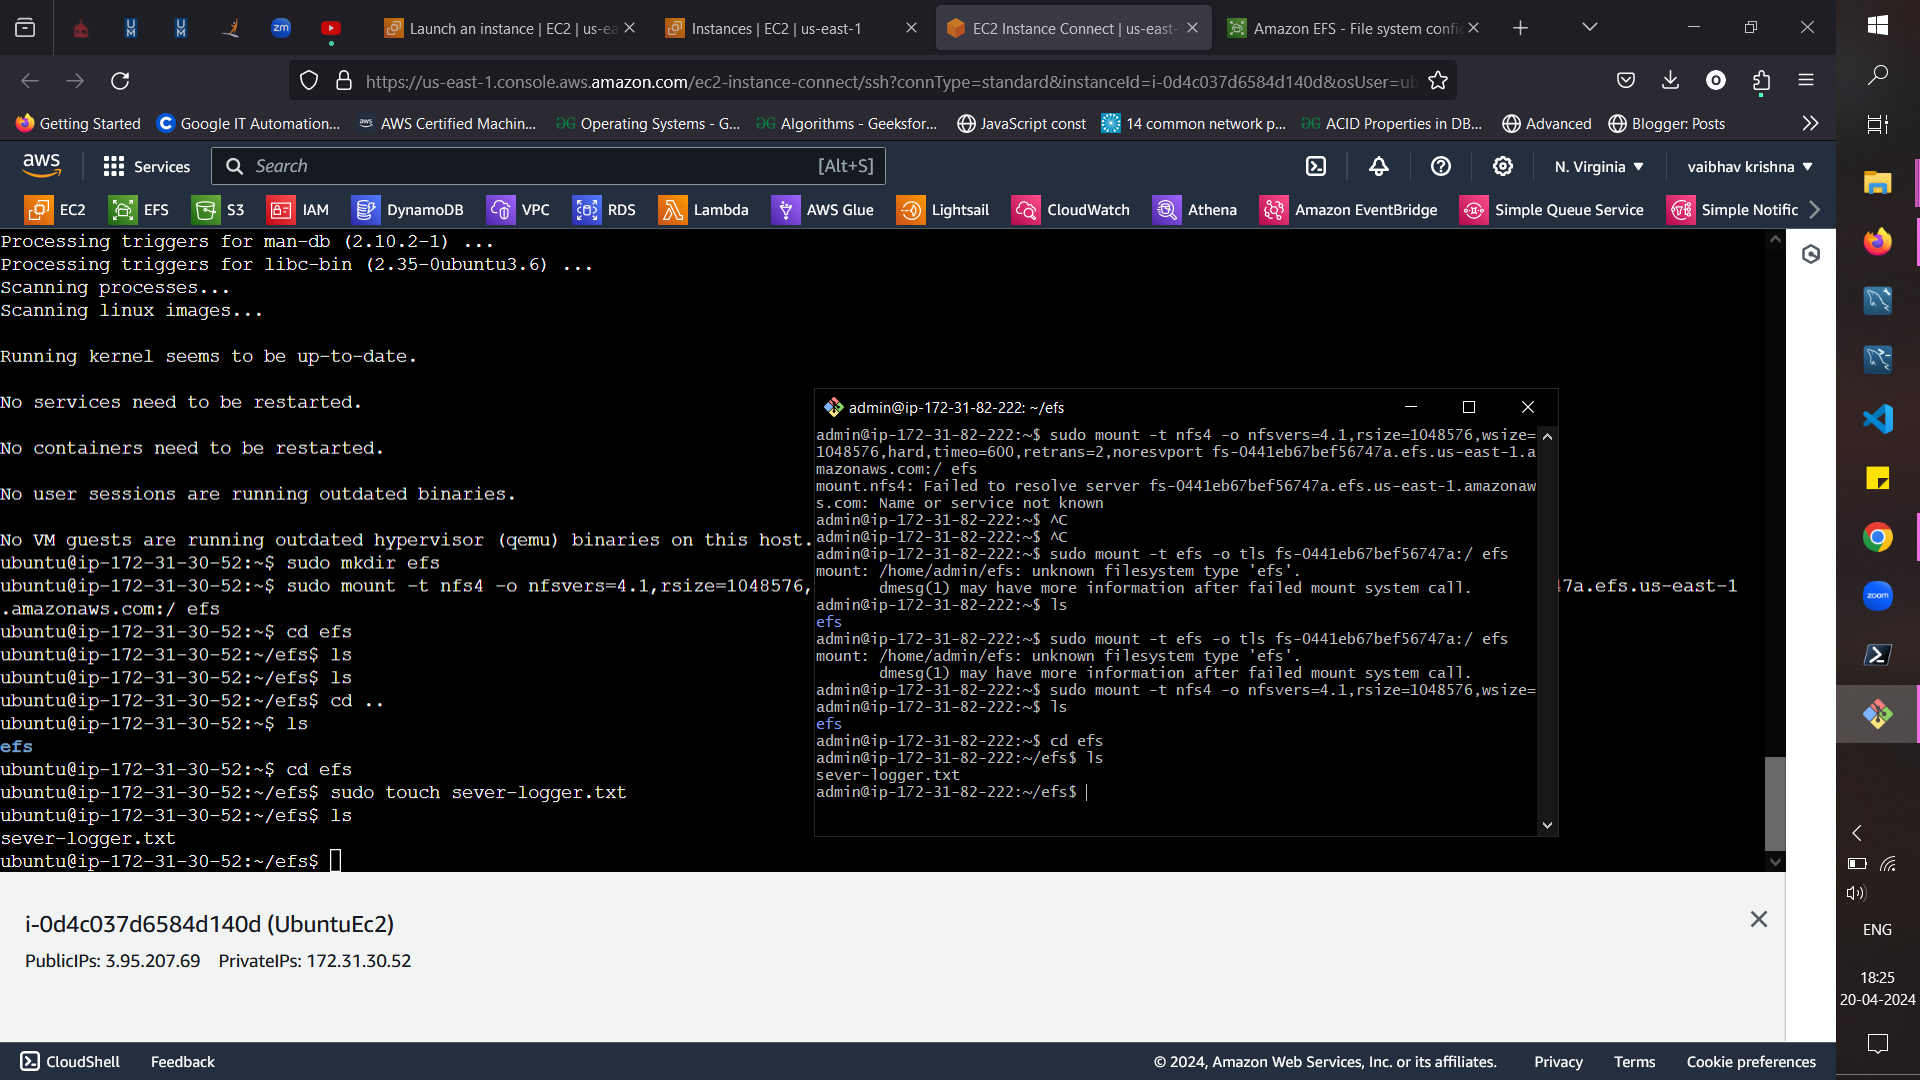 Launch an instance | EC2 | us-ea
Instances | EC2 | us-east-1
EC2 Instance Connect | us-east-
Amazon EFS - File system config
https://us-east-1.console.aws.amazon.com/ec2-instance-connect/ssh?connType=standard&instanceId=i-0d4c037d6584d140d&osUser=ub
Getting Started
Google IT Automation...
aws AWS Certified Machin...
Operating Systems - G...
Algorithms - Geeksfor...
JavaScript const
14 common network p...
ACID Properties in DB...
Advanced
Blogger: Posts
aws
Services
Search
[Alt+S]
N. Virginia
vaibhav krishna
EC2
EFS
S3
IAM
DynamoDB
VPC
RDS
Lambda
AWS Glue
Lightsail
CloudWatch
Athena
Amazon EventBridge
Simple Queue Service
Simple Notific
Processing triggers for man-db (2.10.2-1) ...
Processing triggers for libc-bin (2.35-0ubuntu3.6) ...
Scanning processes...
Scanning linux images...
Running kernel seems to be up-to-date.
No services need to be restarted.
No containers need to be restarted.
No user sessions are running outdated binaries.
No VM guests are running outdated hypervisor (qemu) binaries on this host.
ubuntu@ip-172-31-30-52:~$ sudo mkdir efs
ubuntu@ip-172-31-30-52:~$ sudo mount -t nfs4 -o nfsvers=4.1,rsize=1048576,
47a.efs.us-east-1
.amazonaws.com:/ efs
ubuntu@ip-172-31-30-52:~$ cd efs
ubuntu@ip-172-31-30-52:~/efs$ ls
ubuntu@ip-172-31-30-52:~/efs$ ls
ubuntu@ip-172-31-30-52:~/efs$ cd ..
ubuntu@ip-172-31-30-52:~$ ls
efs
ubuntu@ip-172-31-30-52:~$ cd efs
ubuntu@ip-172-31-30-52:~/efs$ sudo touch sever-logger.txt
ubuntu@ip-172-31-30-52:~/efs$ ls
sever-logger.txt
ubuntu@ip-172-31-30-52:~/efs$
admin@ip-172-31-82-222: ~/efs
admin@ip-172-31-82-222:~$ sudo mount -t nfs4 -o nfsvers=4.1,rsize=1048576,wsize=
1048576,hard,timeo=600,retrans=2,noresvport fs-0441eb67bef56747a.efs.us-east-1.a
mazonaws.com:/ efs
mount.nfs4: Failed to resolve server fs-0441eb67bef56747a.efs.us-east-1.amazonaw
s.com: Name or service not known
admin@ip-172-31-82-222:~$ ^C
admin@ip-172-31-82-222:~$ ^C
admin@ip-172-31-82-222:~$ sudo mount -t efs -o tls fs-0441eb67bef56747a:/ efs
mount: /home/admin/efs: unknown filesystem type 'efs'.
dmesg(1) may have more information after failed mount system call.
admin@ip-172-31-82-222:~$ ls
efs
admin@ip-172-31-82-222:~$ sudo mount -t efs -o tls fs-0441eb67bef56747a:/ efs
mount: /home/admin/efs: unknown filesystem type 'efs'.
dmesg(1) may have more information after failed mount system call.
admin@ip-172-31-82-222:~$ sudo mount -t nfs4 -o nfsvers=4.1,rsize=1048576,wsize=
admin@ip-172-31-82-222:~$ ls
efs
admin@ip-172-31-82-222:~$ cd efs
admin@ip-172-31-82-222:~/efs$ ls
sever-logger.txt
admin@ip-172-31-82-222:~/efs$
i-0d4c037d6584d140d (UbuntuEc2)
PublicIPs: 3.95.207.69 PrivateIPs: 172.31.30.52
CloudShell
Feedback
© 2024, Amazon Web Services, Inc. or its affiliates.
Privacy
Terms
Cookie preferences
zm
zoom
ENG
18:25
20-04-2024